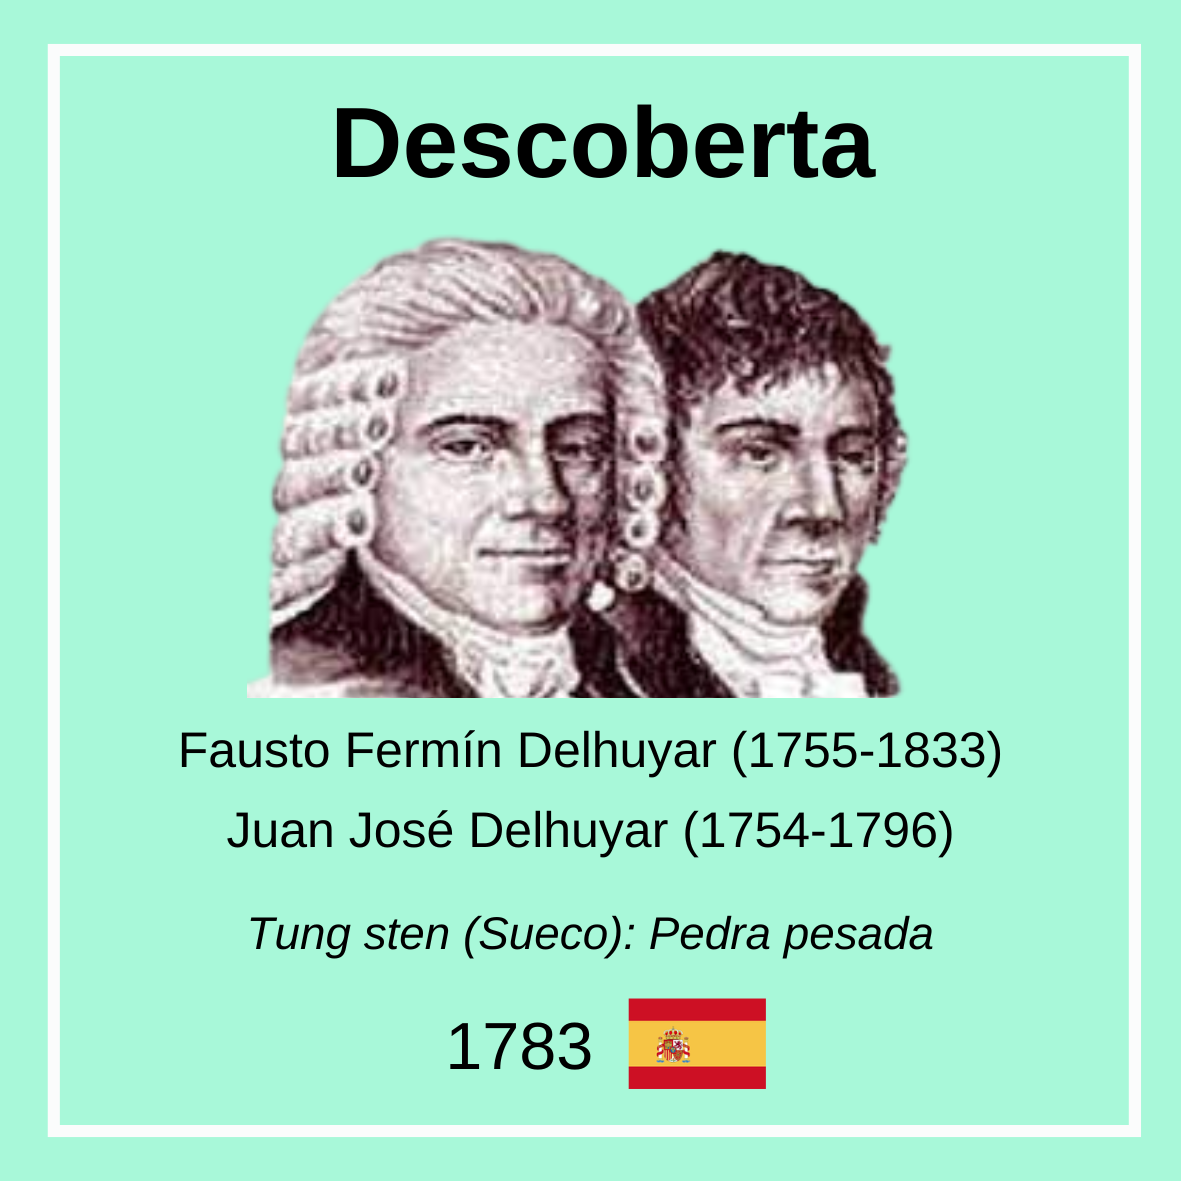 Descoberta
Fausto Fermín Delhuyar (1755-1833)
Juan José Delhuyar (1754-1796)
Tung sten (Sueco): Pedra pesada
1783